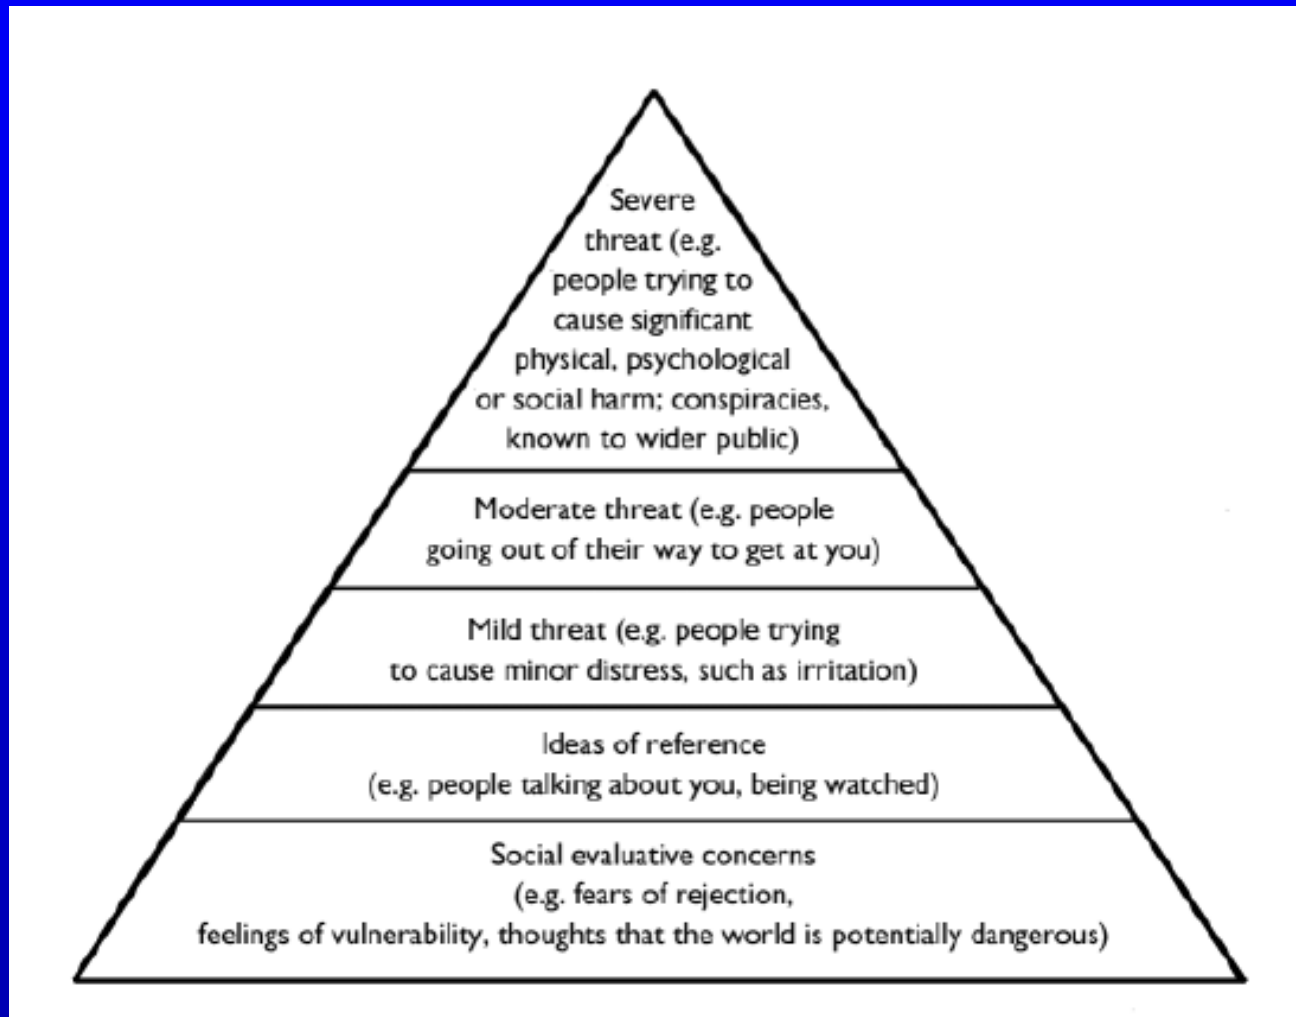 Severe
threat (e.g.
people trying to
cause significant
physical, psychological
or social harm; conspiracies,
known to wider public)
Moderate threat (e.g. people
going out of their way to get at you)
Mild threat (e.g. people trying
to cause minor distress, such as irritation)
Ideas of reference
(e.g. people talking about you, being watched)
Social evaluative concerns
(e.g. fears of rejection,
feelings of vulnerability, thoughts that the world is potentially dangerous)